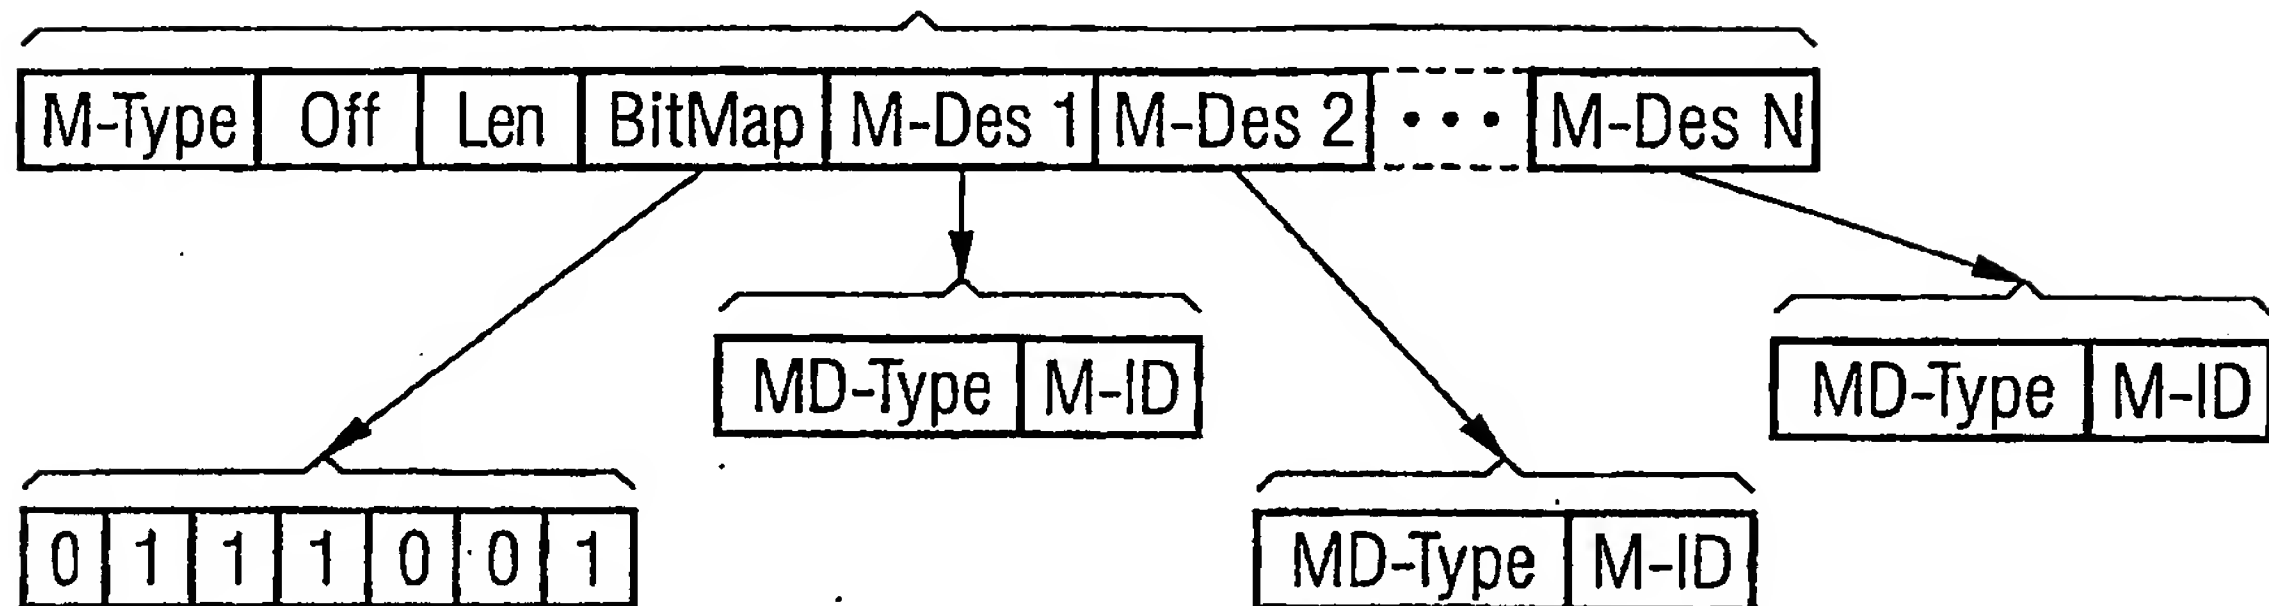 M-Type Off Len BitMap M-Des 1 M-Des 2 ••• M-Des N
MD-Type M-ID
MD-Type M-ID
0 1 1 1 0 0 1
MD-Type M-ID